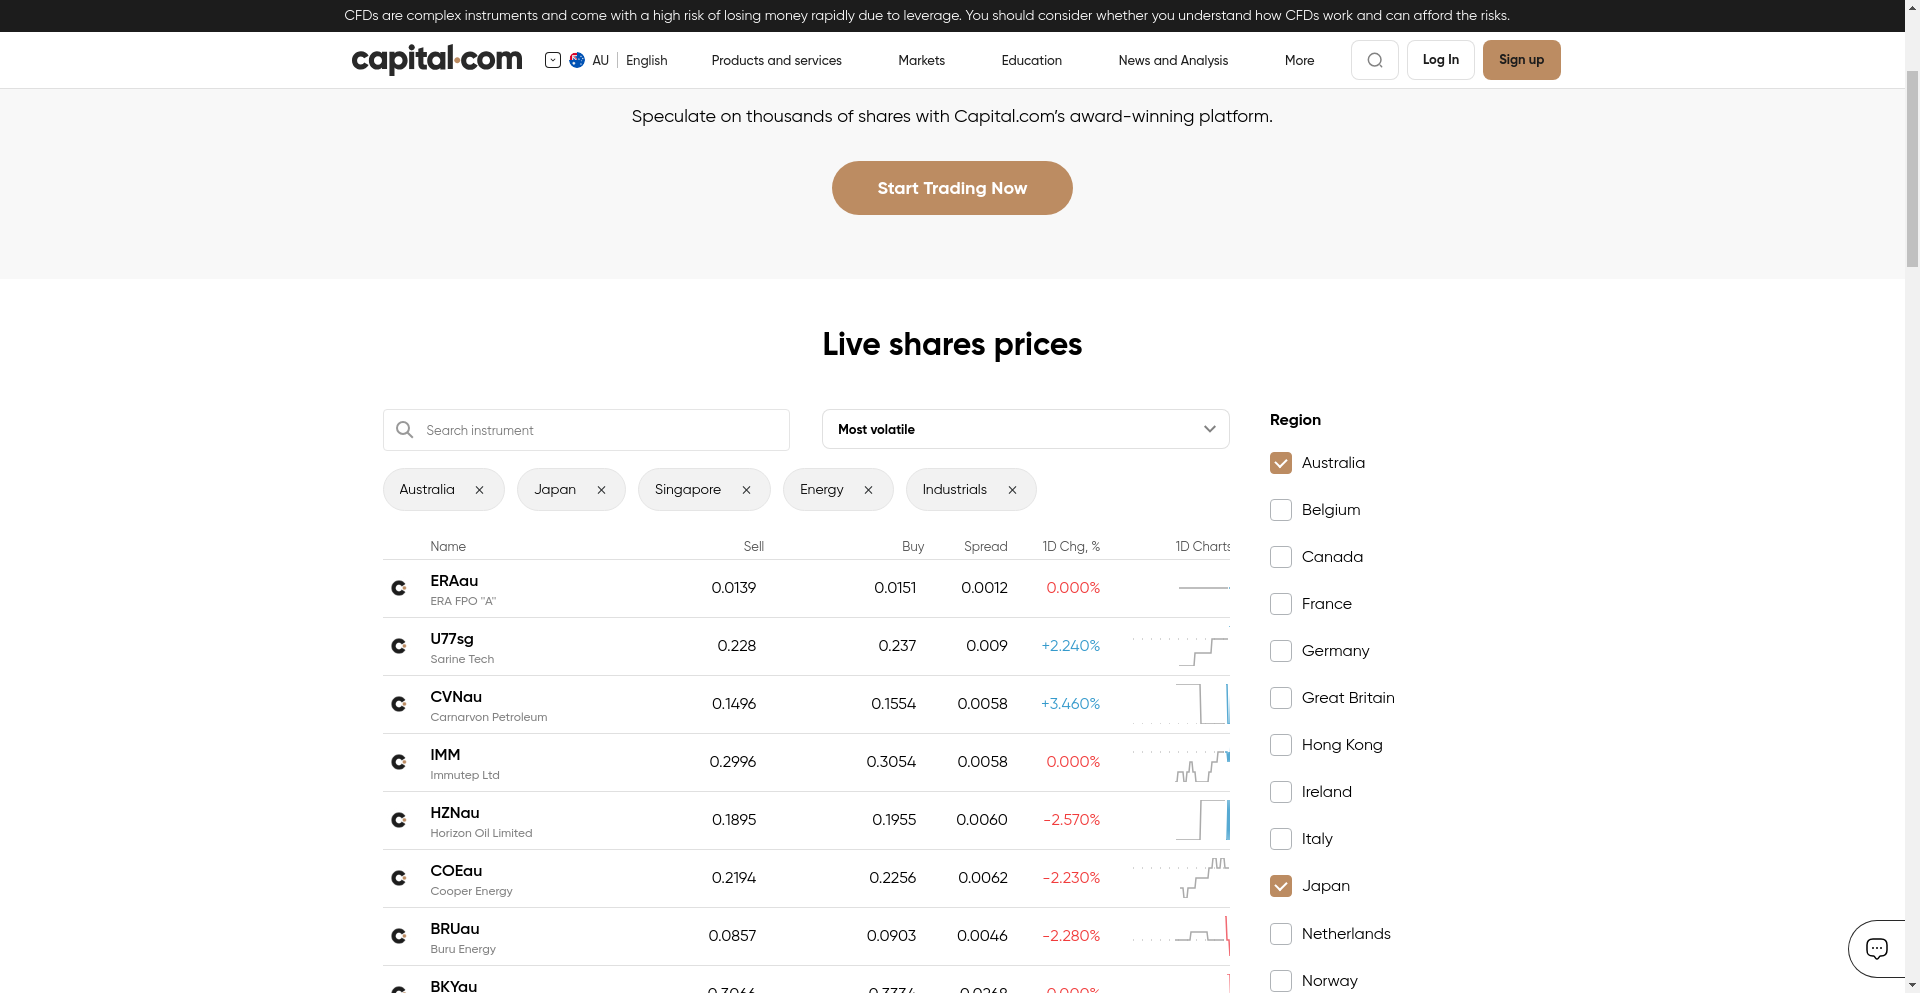 CFDs are complex instruments and come with a high risk of losing money rapidly due to leverage. You should consider whether you understand how CFDs work and can afford the risks.
capital.com AU English Products and services Markets Education News and Analysis More Log In Sign up
Speculate on thousands of shares with Capital.com’s award-winning platform.
Start Trading Now
Live shares prices
Search instrument
Most volatile
Australia Japan Singapore Energy Industrials
Name Sell Buy Spread 1D Chg, % 1D Charts
ERAau 0.0139 0.0151 0.0012 0.000%
ERA FPO "A"
U77sg 0.228 0.237 0.009 +2.240%
Sarine Tech
CVNau 0.1496 0.1554 0.0058 +3.460%
Carnarvon Petroleum
IMM 0.2996 0.3054 0.0058 0.000%
Immutep Ltd
HZNau 0.1895 0.1955 0.0060 -2.570%
Horizon Oil Limited
COEau 0.2194 0.2256 0.0062 -2.230%
Cooper Energy
BRUau 0.0857 0.0903 0.0046 -2.280%
Buru Energy
BKYau
Region
Australia
Belgium
Canada
France
Germany
Great Britain
Hong Kong
Ireland
Italy
Japan
Netherlands
Norway